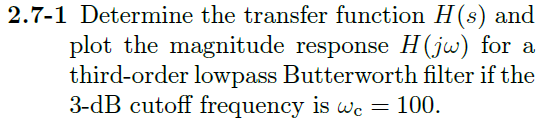 2.7-1 Determine the transfer function H(s) and
plot the magnitude response H(jω) for a
third-order lowpass Butterworth filter if the
3-dB cutoff frequency is ωc = 100.